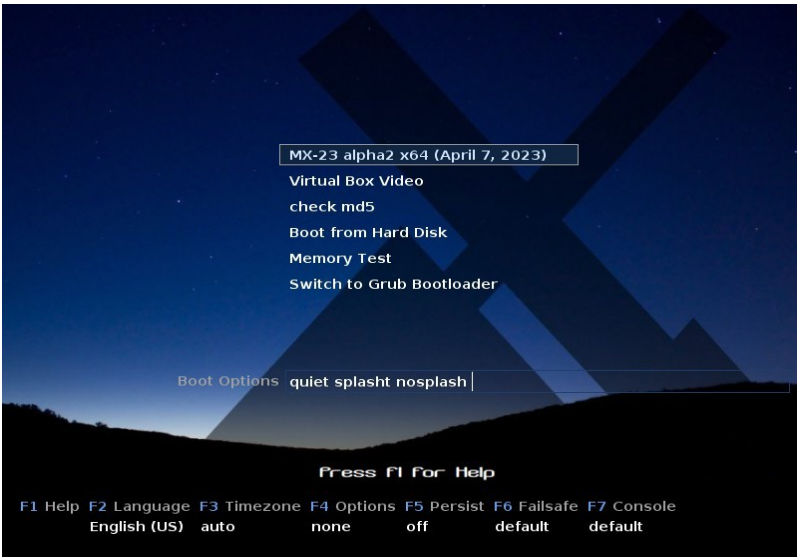 MX-23 alpha2 x64 (April 7, 2023)
Virtual Box Video
check md5
Boot from Hard Disk
Memory Test
Switch to Grub Bootloader
Boot Options quiet splasht nosplash
Press F1 for Help
F1 Help F2 Language F3 Timezone F4 Options F5 Persist F6 Failsafe F7 Console
English (US) auto none off default default